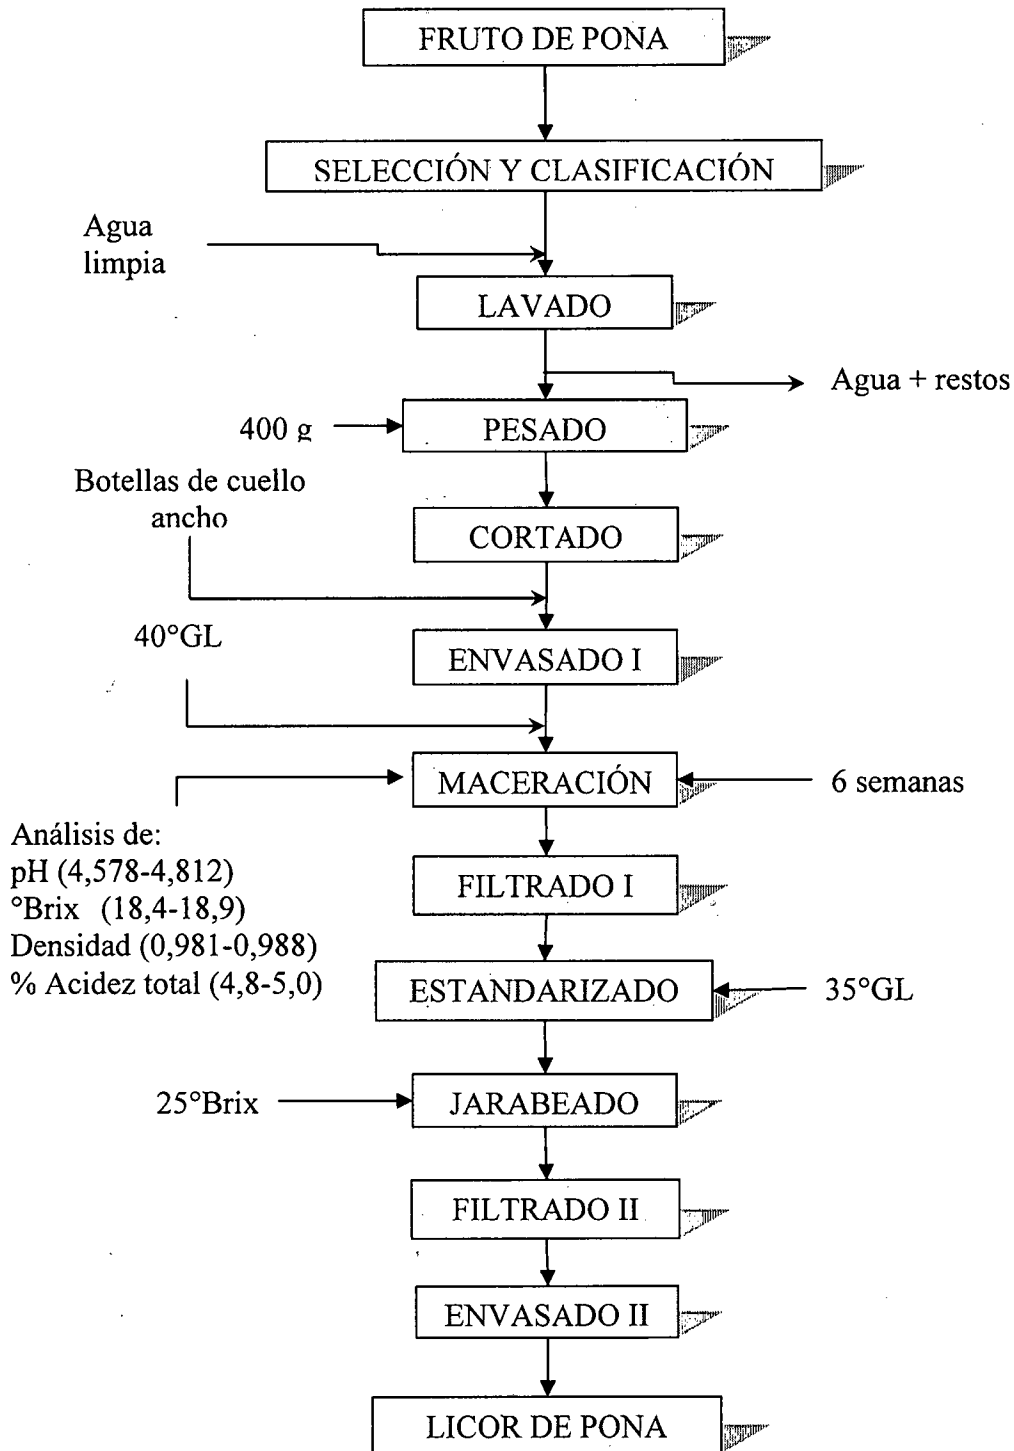 FRUTO DE PONA
SELECCIÓN Y CLASIFICACIÓN
Agua
limpia
LAVADO
Agua + restos
400 g
PESADO
Botellas de cuello
ancho
CORTADO
40°GL
ENVASADO I
MACERACIÓN
6 semanas
Análisis de:
pH (4,578-4,812)
°Brix (18,4-18,9)
Densidad (0,981-0,988)
% Acidez total (4,8-5,0)
FILTRADO I
ESTANDARIZADO
35°GL
25°Brix
JARABEADO
FILTRADO II
ENVASADO II
LICOR DE PONA